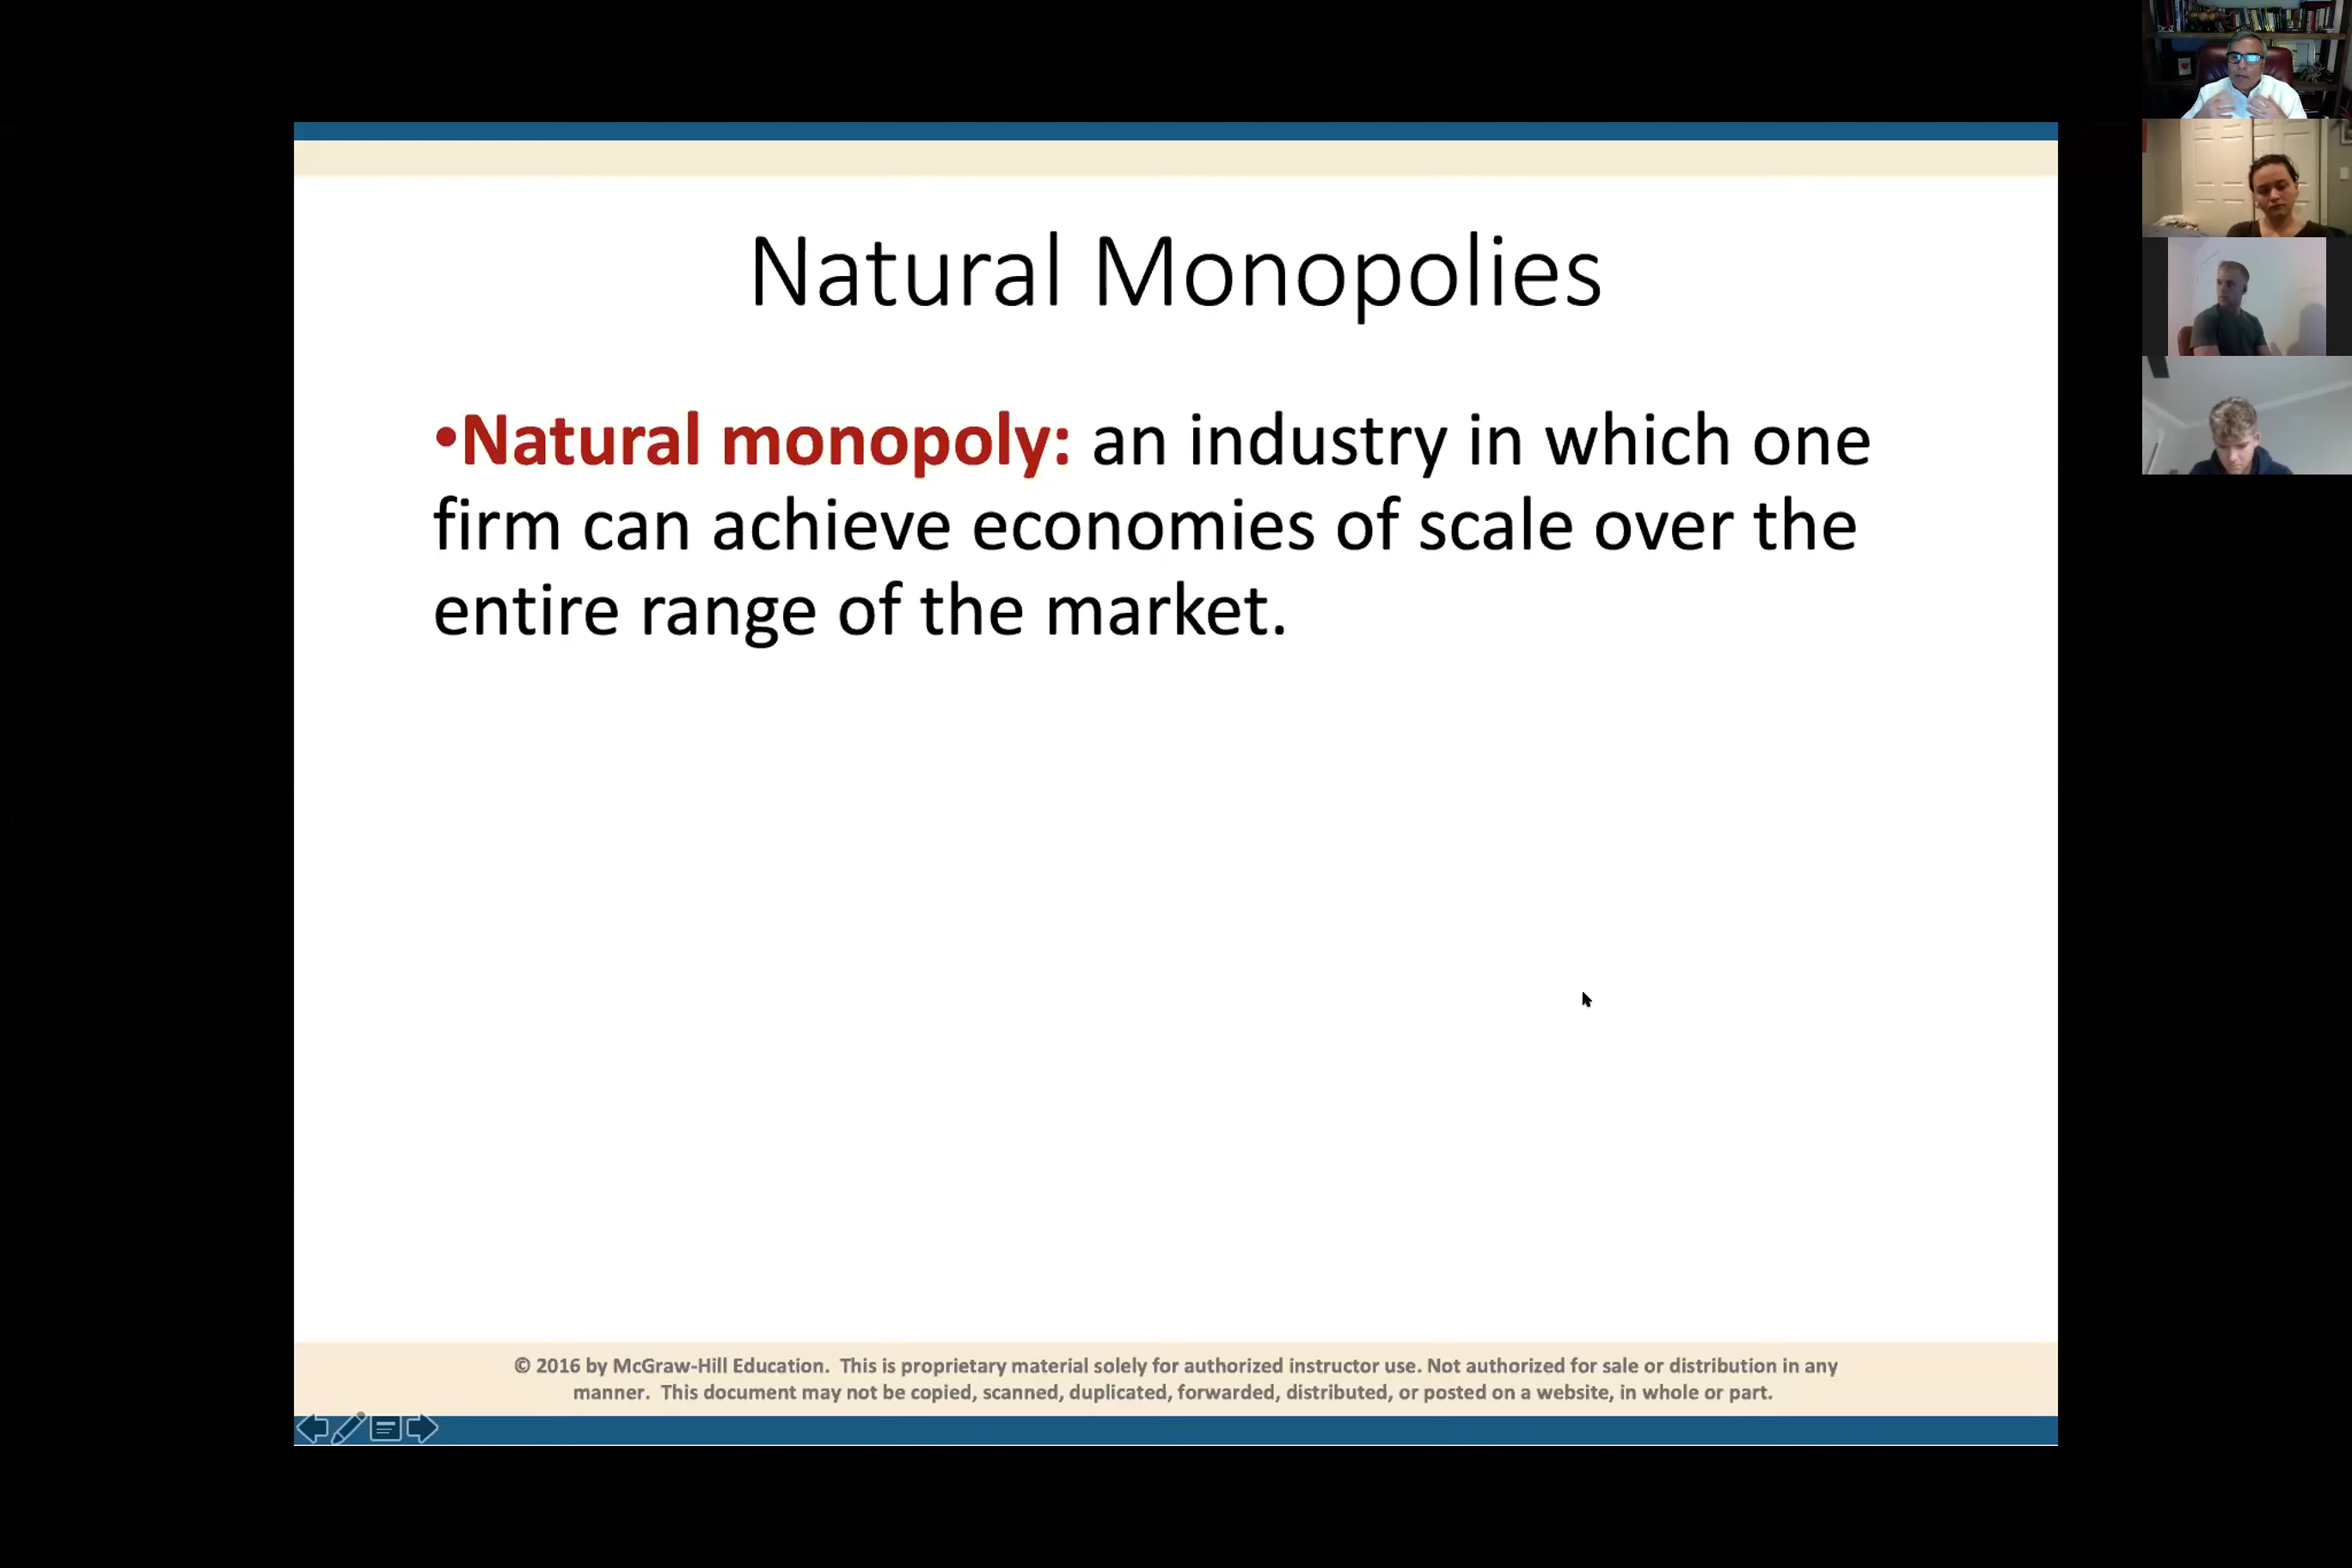 Natural Monopolies
•Natural monopoly: an industry in which one
firm can achieve economies of scale over the
entire range of the market.
© 2016 by McGraw-Hill Education.  This is proprietary material solely for authorized instructor use. Not authorized for sale or distribution in any
manner.  This document may not be copied, scanned, duplicated, forwarded, distributed, or posted on a website, in whole or part.